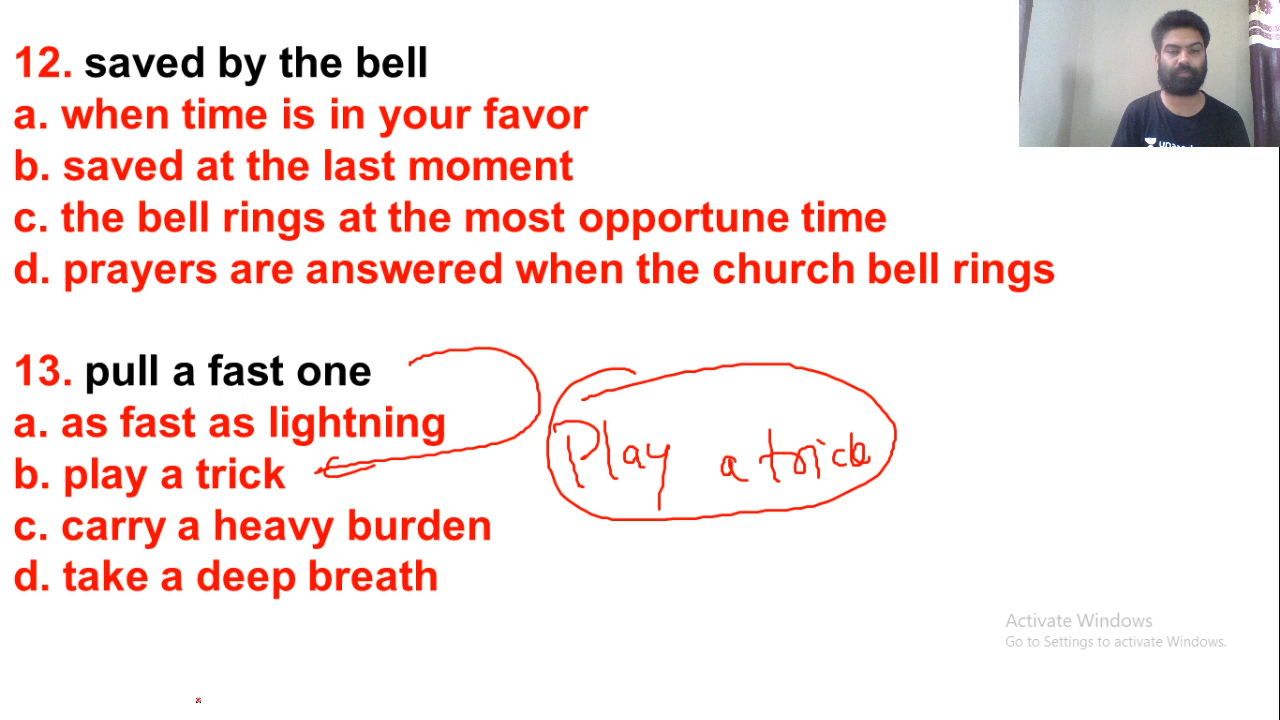 12. saved by the bell
a. when time is in your favor
b. saved at the last moment
c. the bell rings at the most opportune time
d. prayers are answered when the church bell rings
13. pull a fast one
a. as fast as lightning
b. play a trick
Play a trick
c. carry a heavy burden
d. take a deep breath
Activate Windows
Go to Settings to activate Windows.